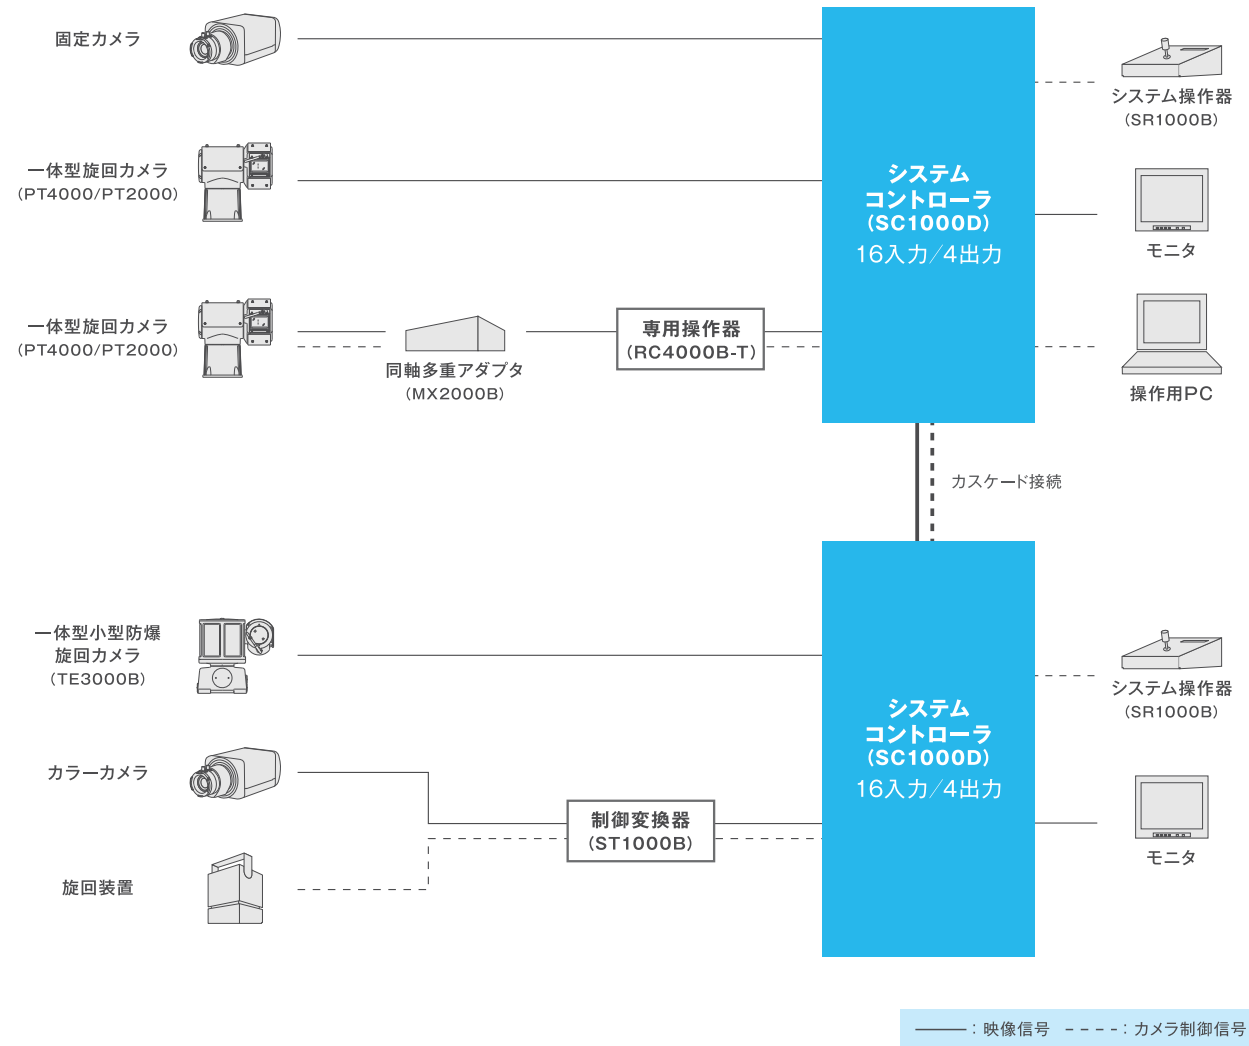 固定カメラ
一体型旋回カメラ
(PT4000/PT2000)
一体型旋回カメラ
(PT4000/PT2000)
同軸多重アダプタ
(MX2000B)
専用操作器
(RC4000B-T)
システム
コントローラ
(SC1000D)
16入力/4出力
システム操作器
(SR1000B)
モニタ
操作用PC
カスケード接続
一体型小型防爆
旋回カメラ
(TE3000B)
カラーカメラ
旋回装置
制御変換器
(ST1000B)
システム
コントローラ
(SC1000D)
16入力/4出力
システム操作器
(SR1000B)
モニタ
：映像信号 ：カメラ制御信号